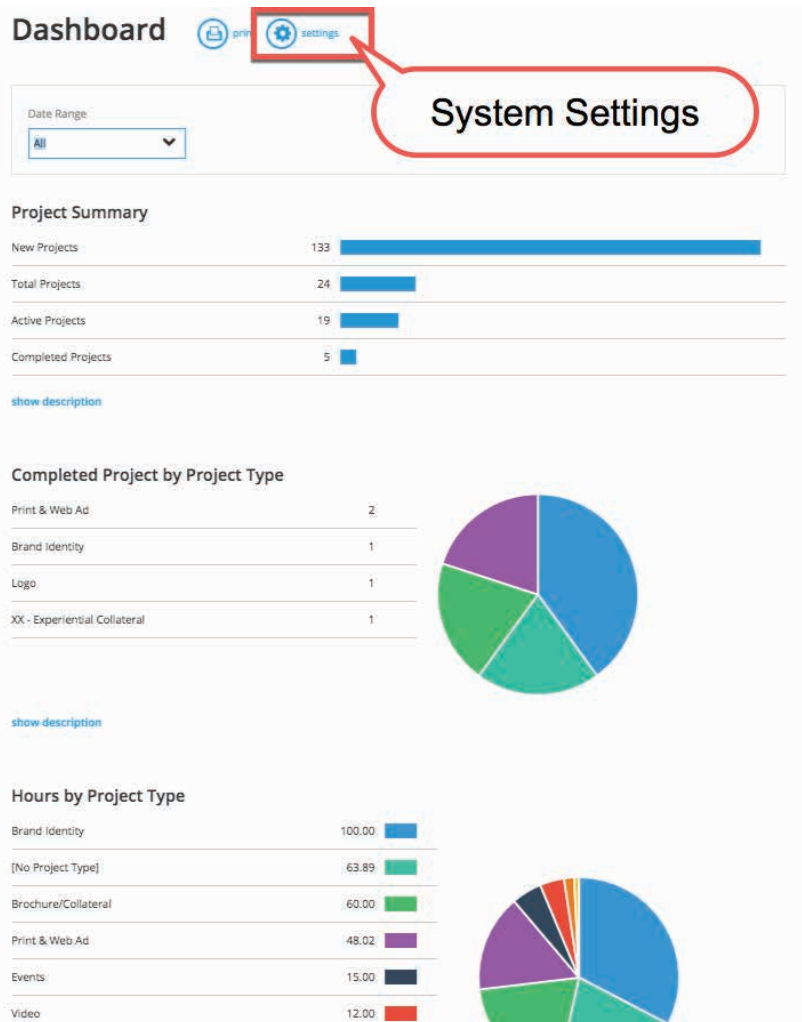 Dashboard
settings
System Settings
Date Range
All
Project Summary
New Projects 133
Total Projects 24
Active Projects 19
Completed Projects 5
show description
Completed Project by Project Type
Print & Web Ad 2
Brand Identity 1
Logo 1
XX - Experiential Collateral 1
show description
Hours by Project Type
Brand Identity 100.00
[No Project Type] 63.89
Brochure/Collateral 60.00
Print & Web Ad 48.02
Events 15.00
Video 12.00